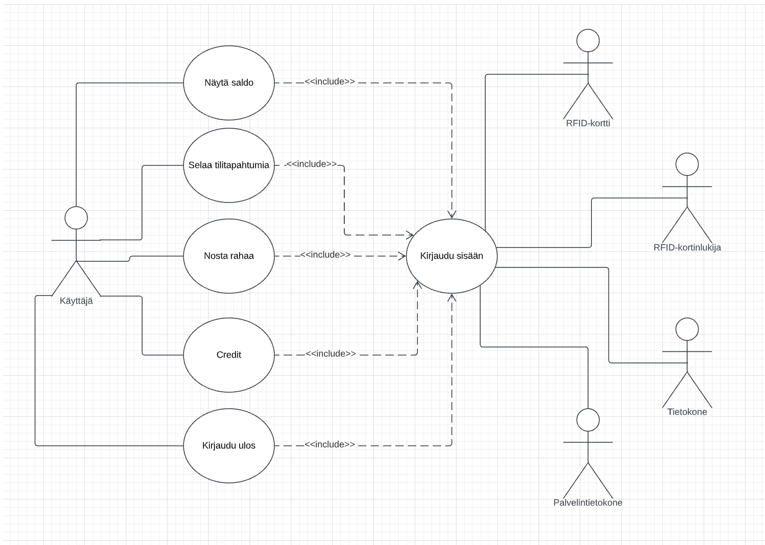 Näytä saldo
<<include>>
RFID-kortti
Selaa tilitapahtumia
<<include>>
RFID-kortinlukija
Nosta rahaa
<<include>>
Kirjaudu sisään
Käyttäjä
Credit
<<include>>
Tietokone
Kirjaudu ulos
<<include>>
Palvelintietokone